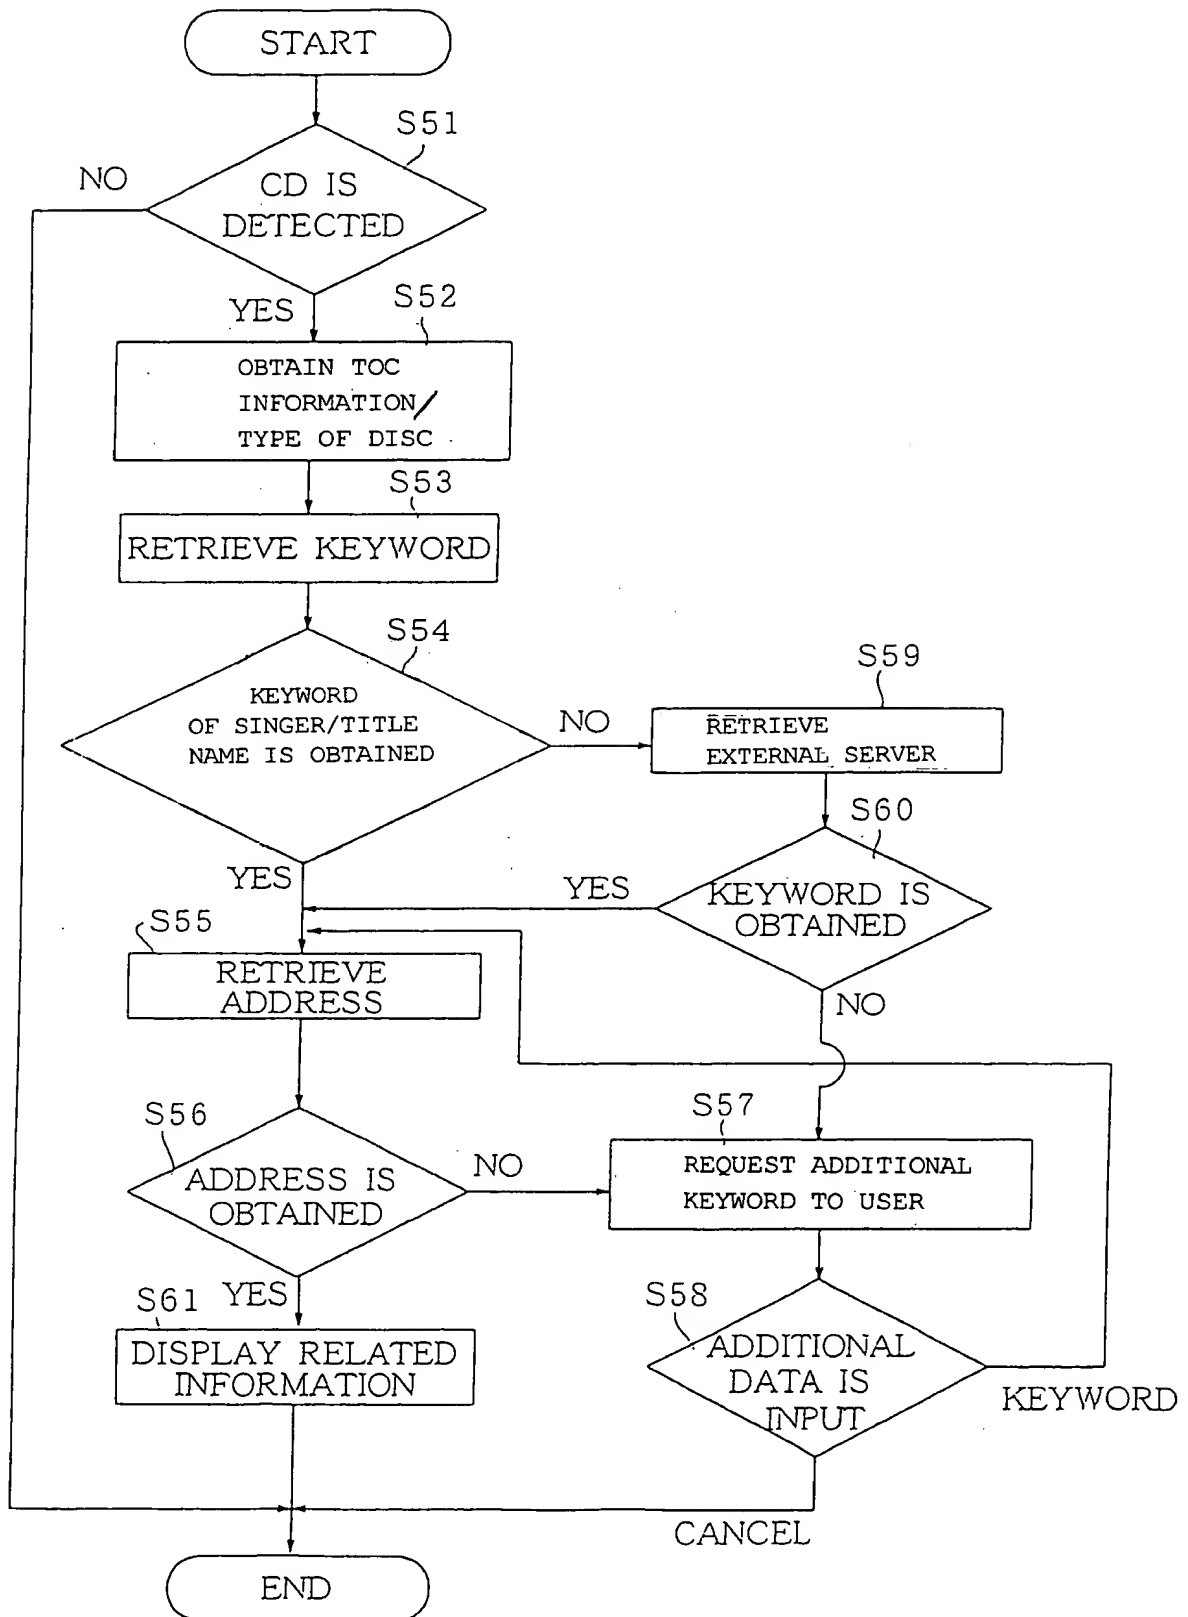 START
S51
NO
CD IS
DETECTED
YES
S52
OBTAIN TOC
INFORMATION/
TYPE OF DISC
S53
RETRIEVE KEYWORD
S54
KEYWORD
OF SINGER/TITLE
NAME IS OBTAINED
NO
S59
RETRIEVE
EXTERNAL SERVER
S60
YES
YES
KEYWORD IS
OBTAINED
S55
RETRIEVE
ADDRESS
NO
S56
S57
ADDRESS IS
OBTAINED
NO
REQUEST ADDITIONAL
KEYWORD TO USER
YES
S61
S58
DISPLAY RELATED
INFORMATION
ADDITIONAL
DATA IS
INPUT
KEYWORD
CANCEL
END